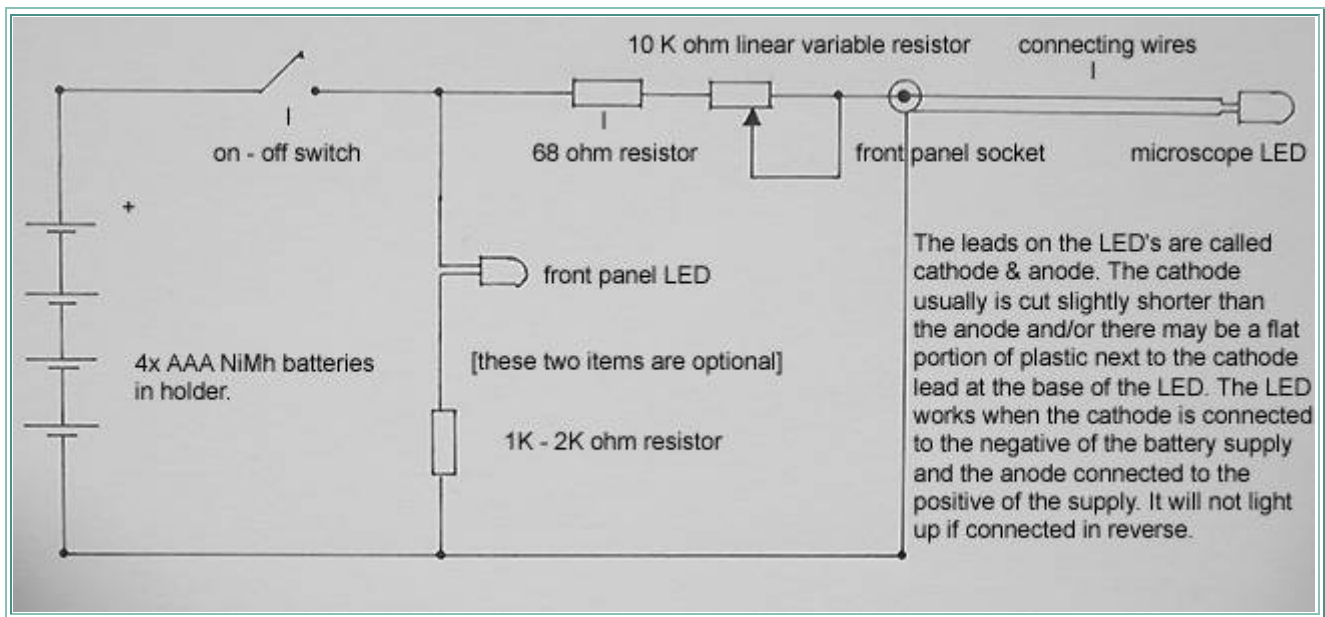 10 K ohm linear variable resistor
connecting wires
on - off switch
68 ohm resistor
front panel socket
microscope LED
+
front panel LED
4x AAA NiMh batteries
in holder.
[these two items are optional]
1K - 2K ohm resistor
The leads on the LED's are called
cathode & anode. The cathode
usually is cut slightly shorter than
the anode and/or there may be a flat
portion of plastic next to the cathode
lead at the base of the LED. The LED
works when the cathode is connected
to the negative of the battery supply
and the anode connected to the
positive of the supply. It will not light
up if connected in reverse.